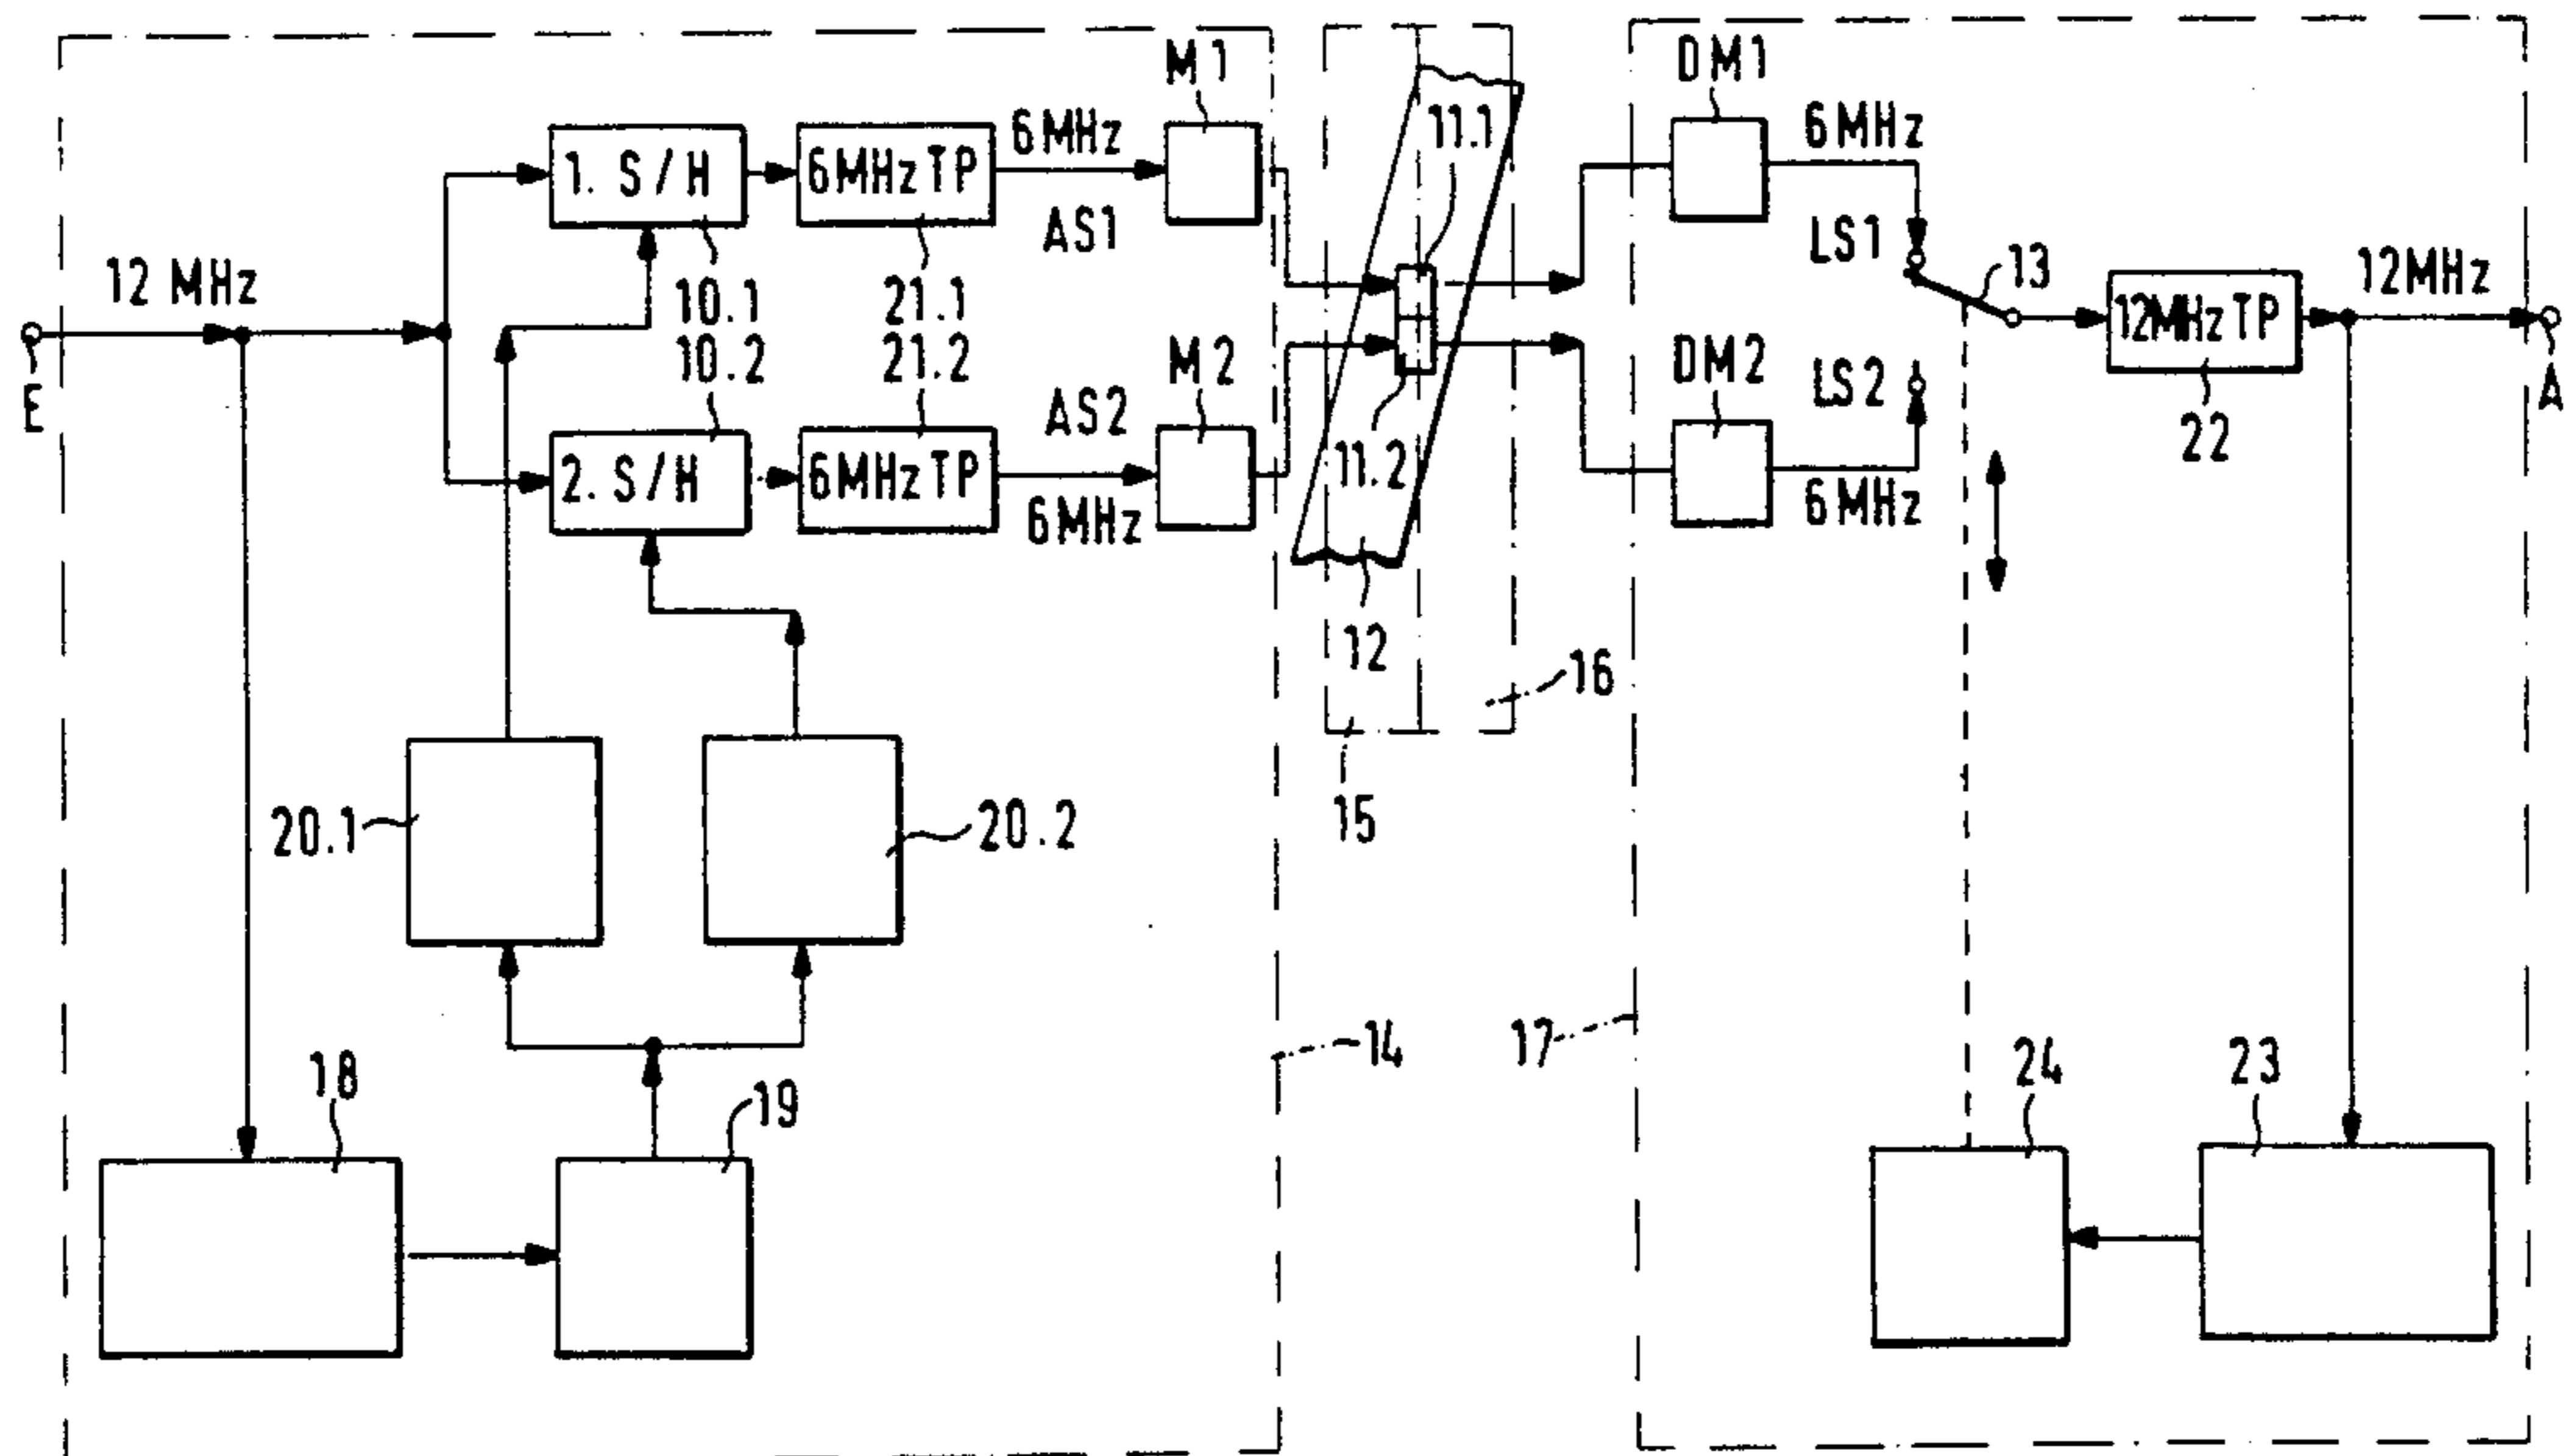 M1
DM1
1. S/H
6MHz TP
6MHz
11.1
6MHz
AS1
LS1
13
12 MHz
10.1
21.1
12MHz TP
12MHz
E
10.2
21.2
M2
DM2
LS2
22
A
AS2
2. S/H
6MHz TP
6MHz
11.2
6MHz
12
16
15
20.1
20.2
14
17
18
19
24
23